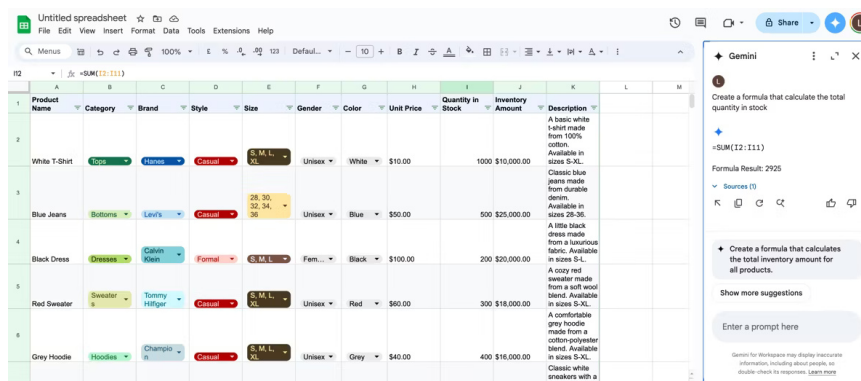 Untitled spreadsheet
File Edit View Insert Format Data Tools Extensions Help
Share
Menus 100% £ % .0 .00 123 Defaul... − 10 + B I A
I12 fx =SUM(I2:I11)
A B C D E F G H I J K L M
1 Product Name Category Brand Style Size Gender Color Unit Price Quantity in Stock Inventory Amount Description
2 White T-Shirt Tops Hanes Casual S, M, L, XL Unisex White $10.00 1000 $10,000.00 A basic white t-shirt made from 100% cotton. Available in sizes S-XL.
3 Blue Jeans Bottoms Levi's Casual 28, 30, 32, 34, 36 Unisex Blue $50.00 500 $25,000.00 Classic blue jeans made from durable denim. Available in sizes 28-36.
4 Black Dress Dresses Calvin Klein Formal S, M, L Fem... Black $100.00 200 $20,000.00 A little black dress made from a luxurious fabric. Available in sizes S-L.
5 Red Sweater Sweaters Tommy Hilfiger Casual S, M, L, XL Unisex Red $60.00 300 $18,000.00 A cozy red sweater made from a soft wool blend. Available in sizes S-XL.
6 Grey Hoodie Hoodies Champion Casual S, M, L, XL Unisex Grey $40.00 400 $16,000.00 A comfortable grey hoodie made from a cotton-polyester blend. Available in sizes S-XL.
Classic white
sneakers with a
Gemini
L
Create a formula that calculate the total
quantity in stock
=SUM(I2:I11)
Formula Result: 2925
Sources (1)
Create a formula that calculates
the total inventory amount for
all products.
Show more suggestions
Enter a prompt here
Gemini for Workspace may display inaccurate
information, including about people, so
double-check its responses. Learn more